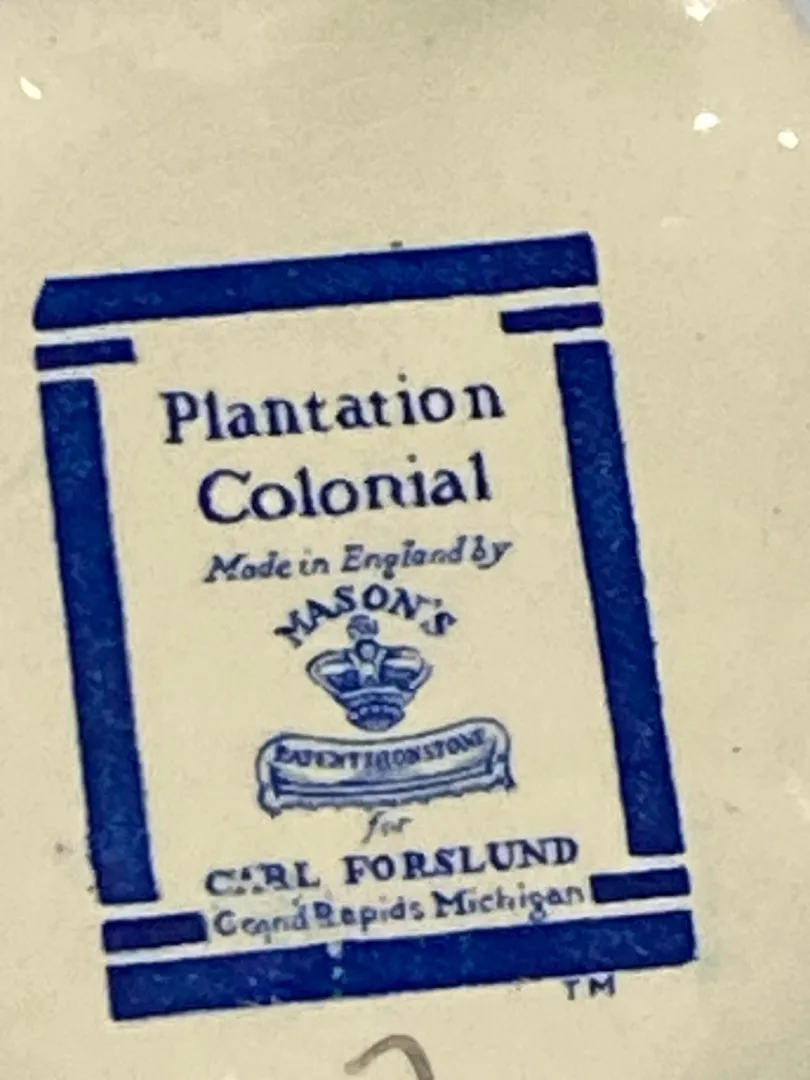 Plantation
Colonial
Made in England by
MASON'S
PATENT IRONSTONE
for
CARL FORSLUND
Grand Rapids Michigan
TM